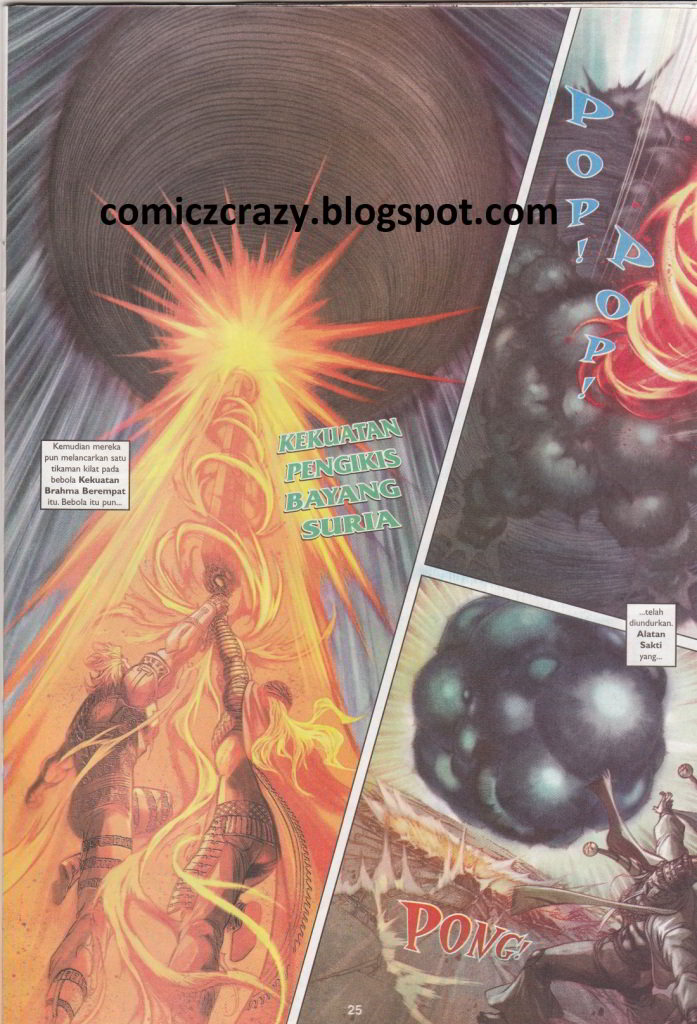 comiczcrazy.blogspot.com
POP!
POP!
Kemudian mereka
pun melancarkan satu
tikaman kilat pada
bebola Kekuatan
Brahma Berempat
itu. Bebola itu pun...
KEKUATAN
PENGIKIS
BAYANG
SURIA
...telah
diundurkan.
Alatan
Sakti
yang...
PONG!
25